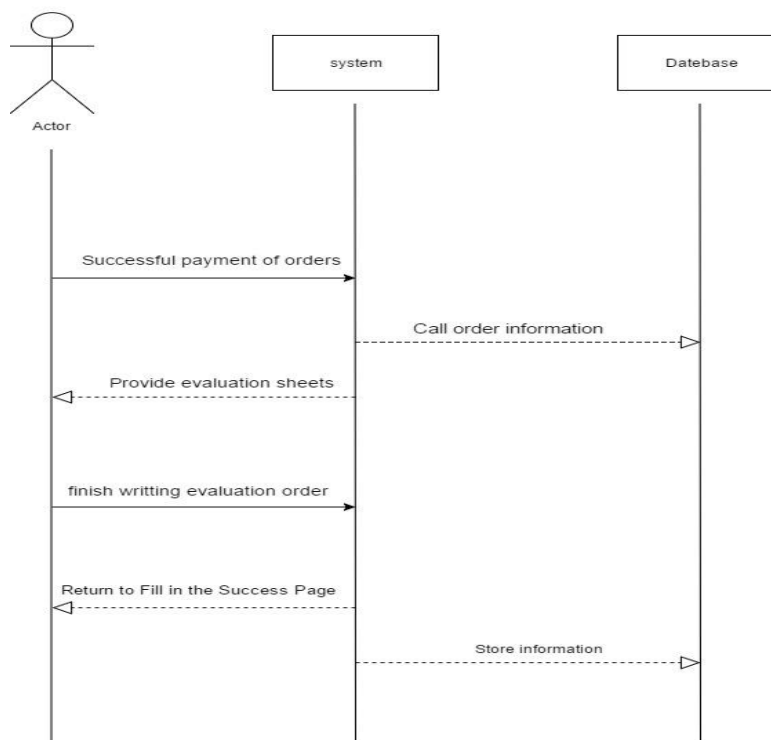 system
Datebase
Actor
Successful payment of orders
Call order information
Provide evaluation sheets
finish writting evaluation order
Return to Fill in the Success Page
Store information